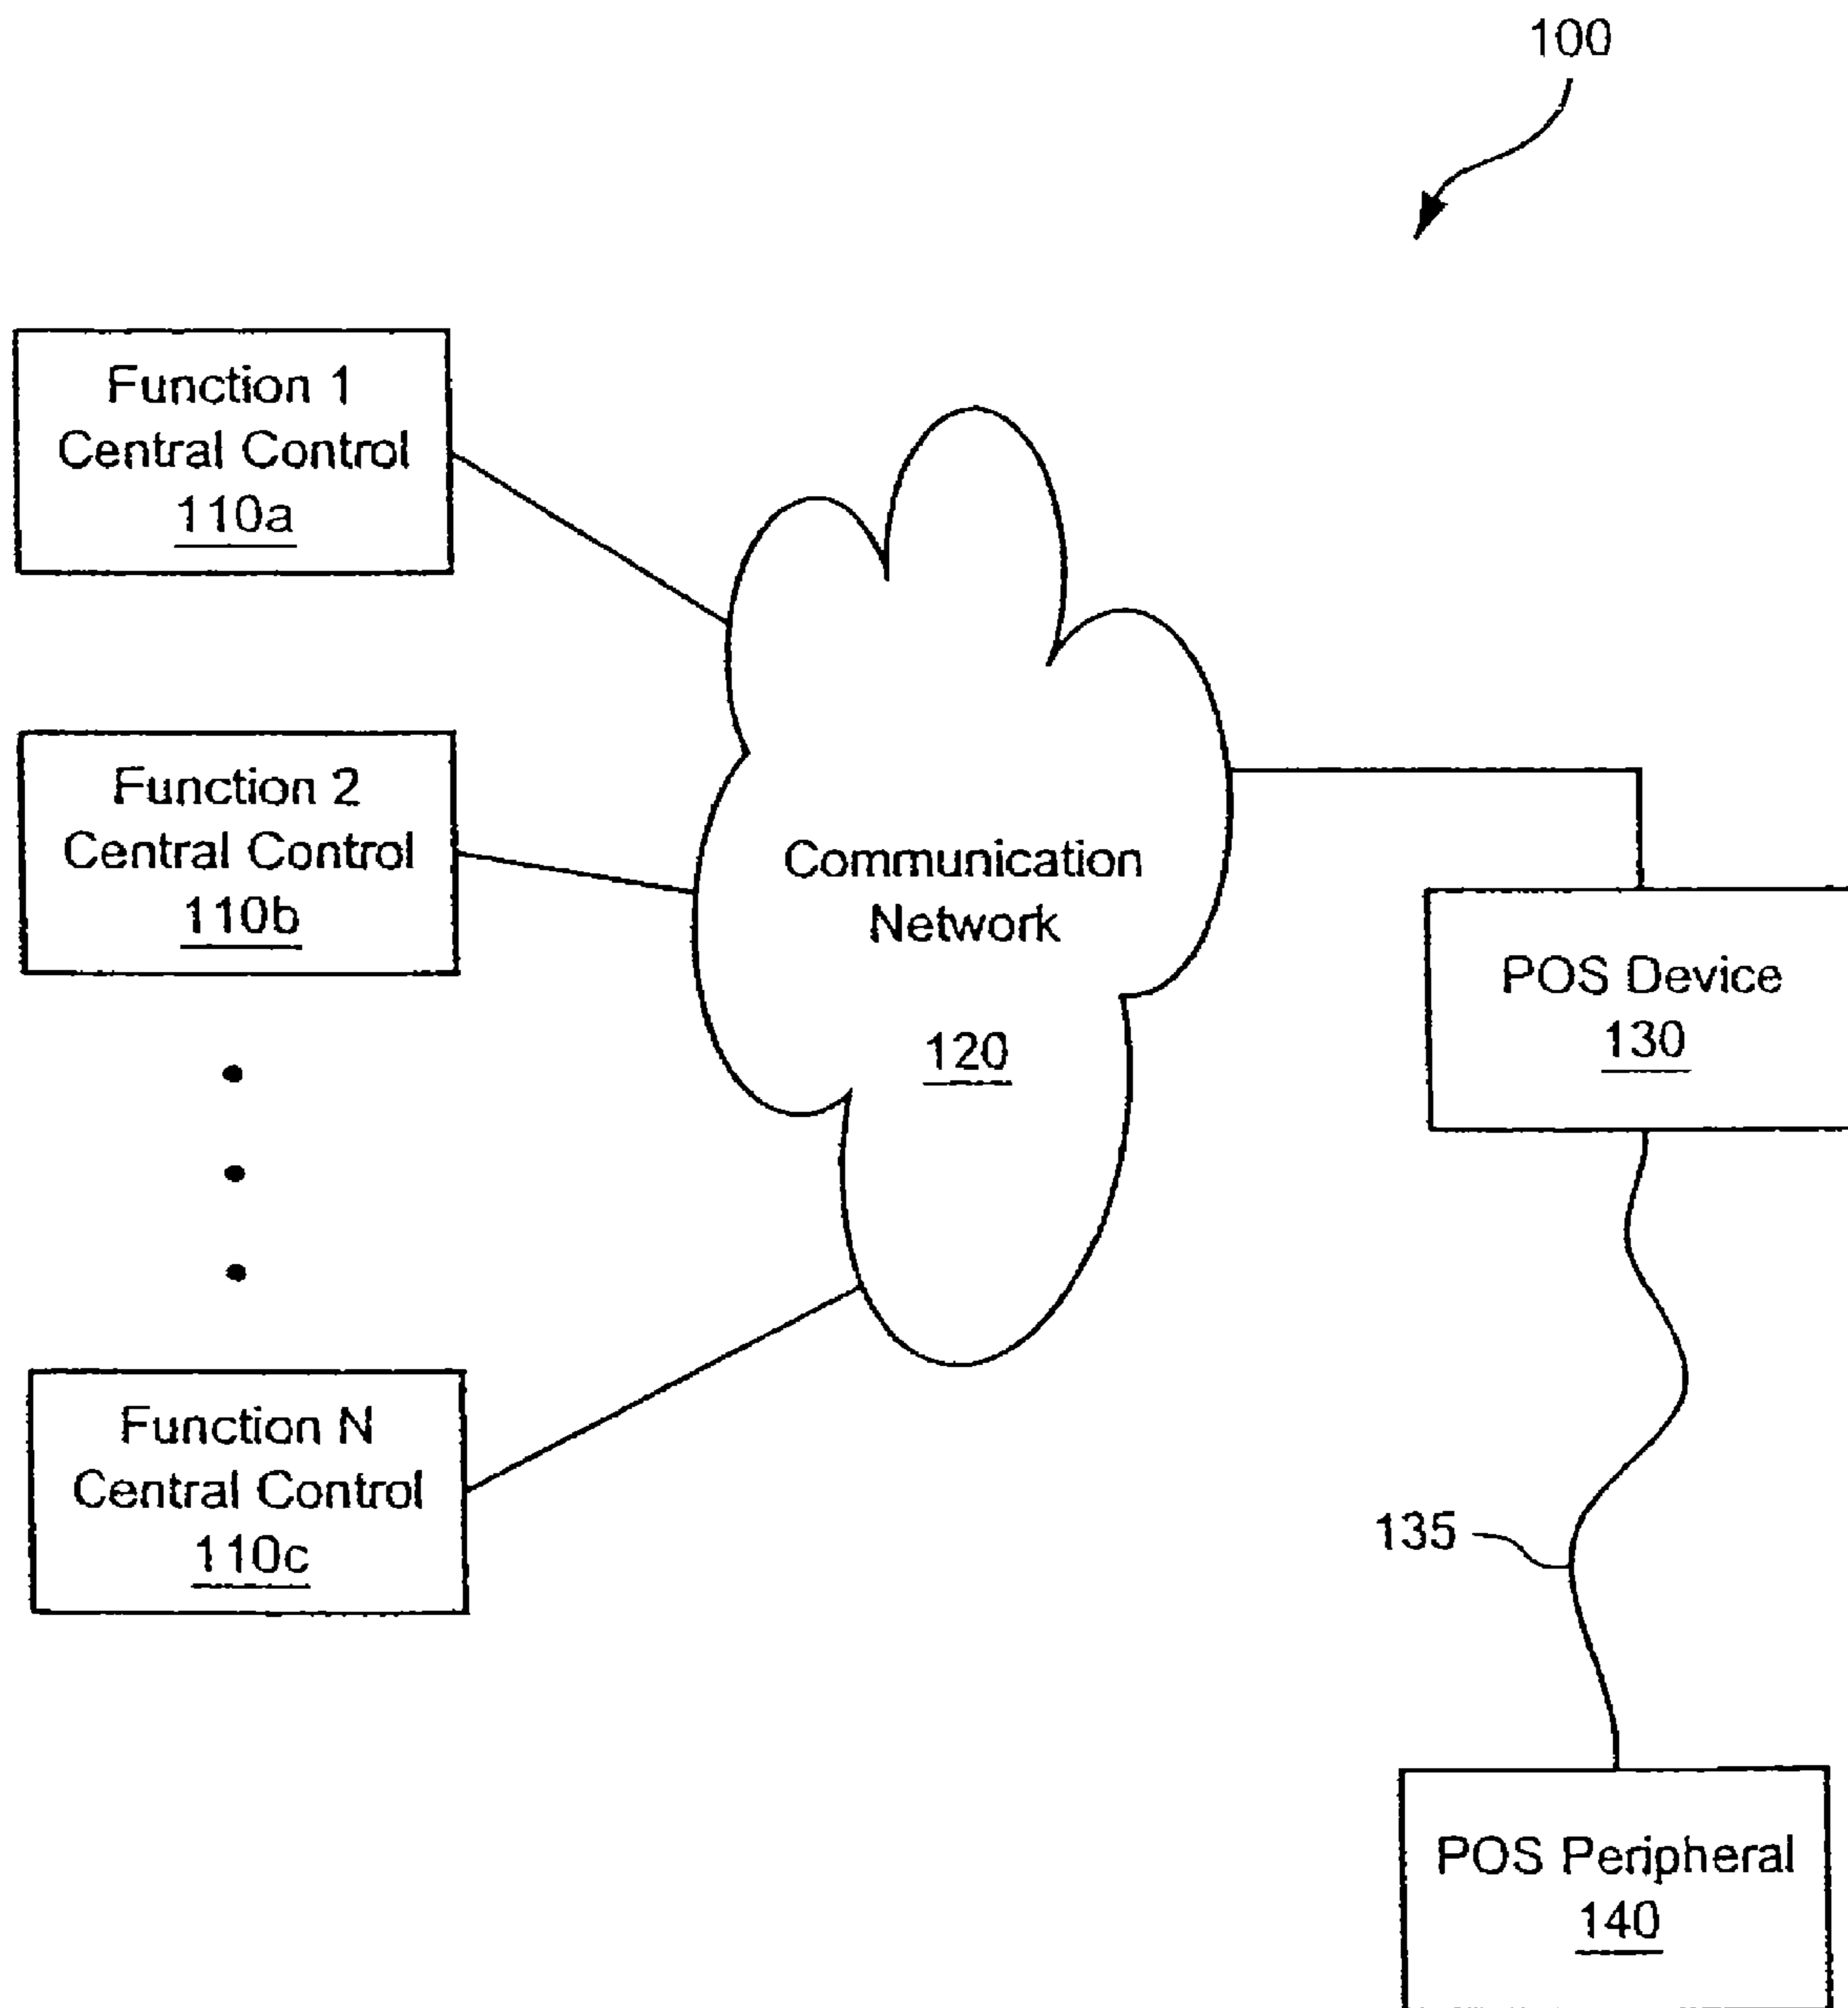 100
Function 1
Central Control
110a
Function 2
Central Control
110b
Communication
Network
120
POS Device
130
Function N
Central Control
110c
135
POS Peripheral
140